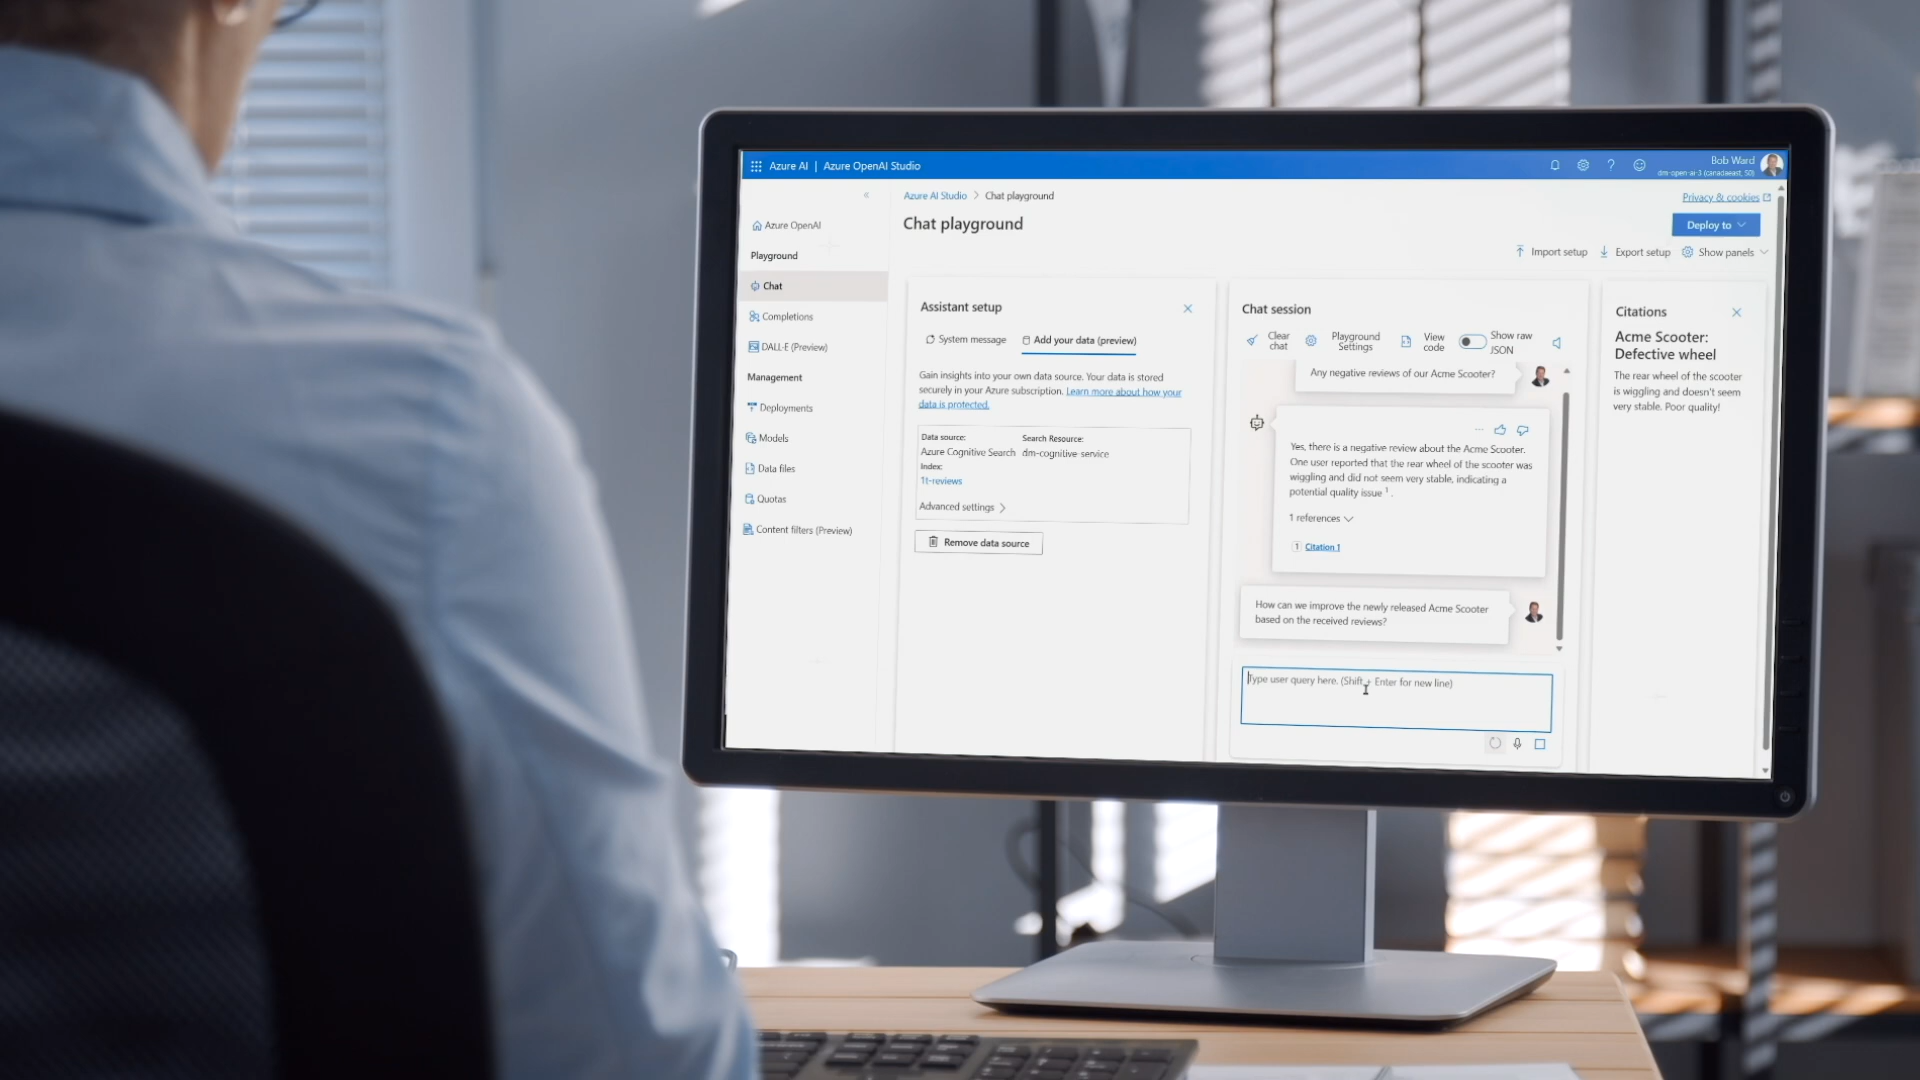 Azure AI | Azure OpenAI Studio
Bob Ward
dm-open-ai-3 (canadaeast, S0)
Azure AI Studio > Chat playground
Privacy & cookies
Chat playground
Deploy to
Import setup
Export setup
Show panels
Azure OpenAI
Playground
Chat
Completions
DALL·E (Preview)
Management
Deployments
Models
Data files
Quotas
Content filters (Preview)
Assistant setup
System message
Add your data (preview)
Gain insights into your own data source. Your data is stored
securely in your Azure subscription. Learn more about how your
data is protected.
Data source:
Azure Cognitive Search
Search Resource:
dm-cognitive-service
Index:
Advanced settings
Remove data source
Chat session
Clear
chat
Playground
Settings
View
code
Show raw
JSON
Any negative reviews of our Acme Scooter?
Yes, there is a negative review about the Acme Scooter.
One user reported that the rear wheel of the scooter was
wiggling and did not seem very stable, indicating a
potential quality issue 1 .
1 references
1 Citation 1
How can we improve the newly released Acme Scooter
based on the received reviews?
Type user query here. (Shift + Enter for new line)
Citations
Acme Scooter:
Defective wheel
The rear wheel of the scooter
is wiggling and doesn't seem
very stable. Poor quality!